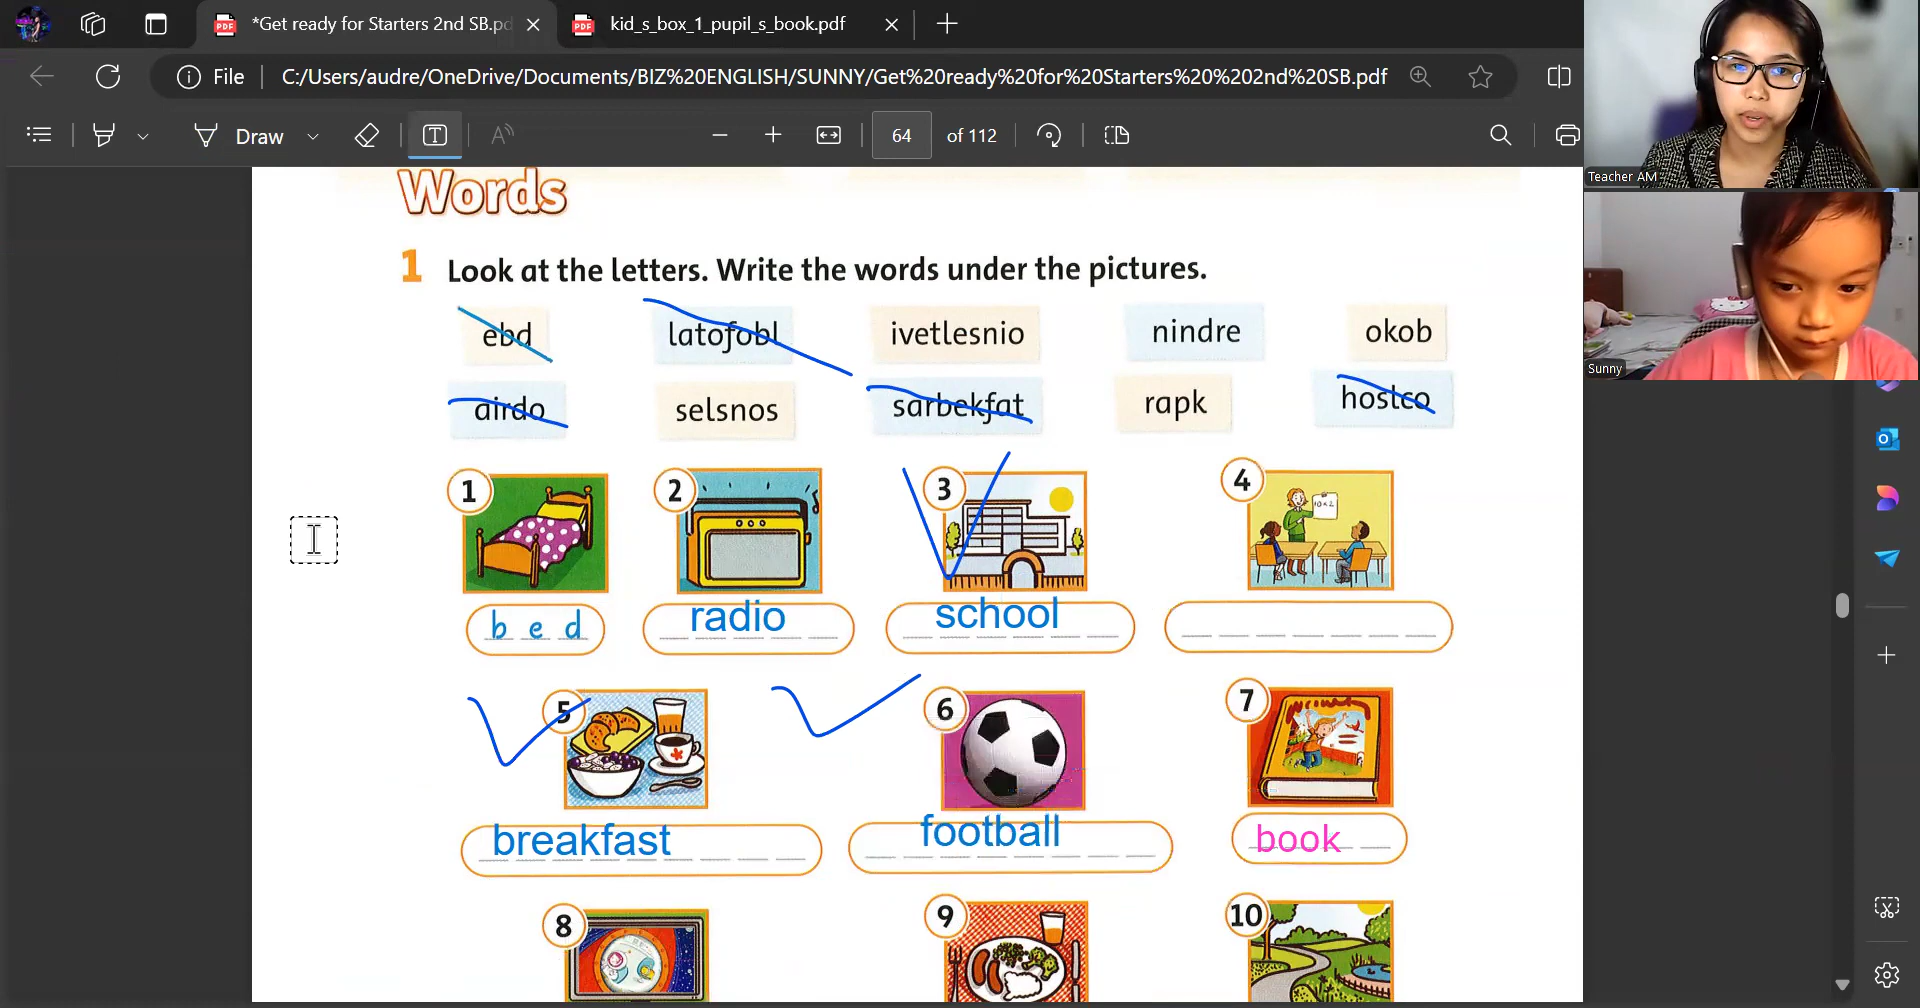 *Get ready for Starters 2nd SB.pd
kid_s_box_1_pupil_s_book.pdf
File
C:/Users/audre/OneDrive/Documents/BIZ%20ENGLISH/SUNNY/Get%20ready%20for%20Starters%20%202nd%20SB.pdf
Draw
64 of 112
Teacher AM
Sunny
Words
1 Look at the letters. Write the words under the pictures.
ebd latofobl ivetlesnio nindre okob
airdo selsnos sarbekfat rapk hostco
1 2 3 4
10x2
bed radio school
5 6 7
breakfast football book
8 9 10